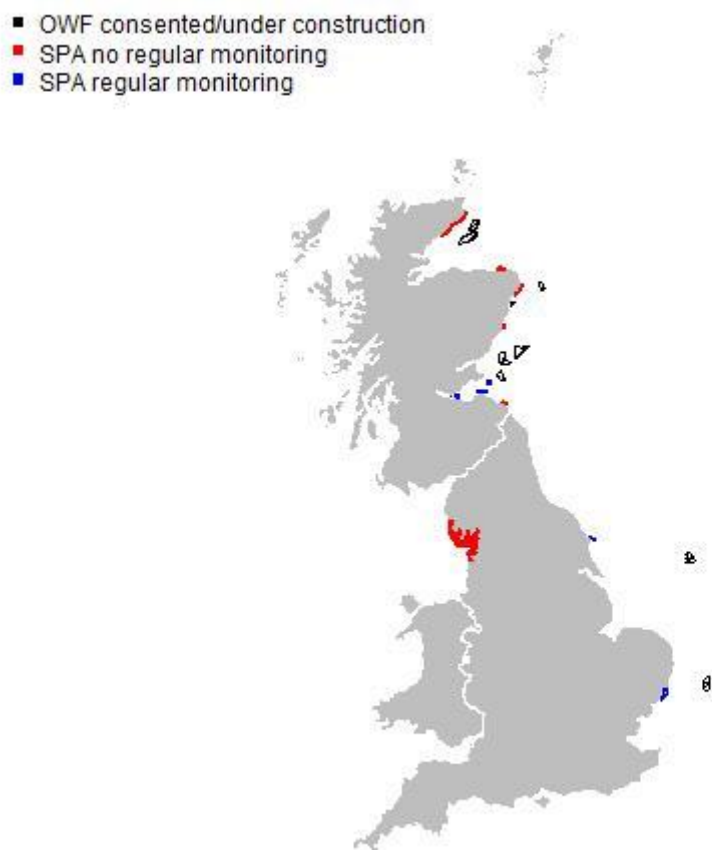 OWF consented/under construction
SPA no regular monitoring
SPA regular monitoring